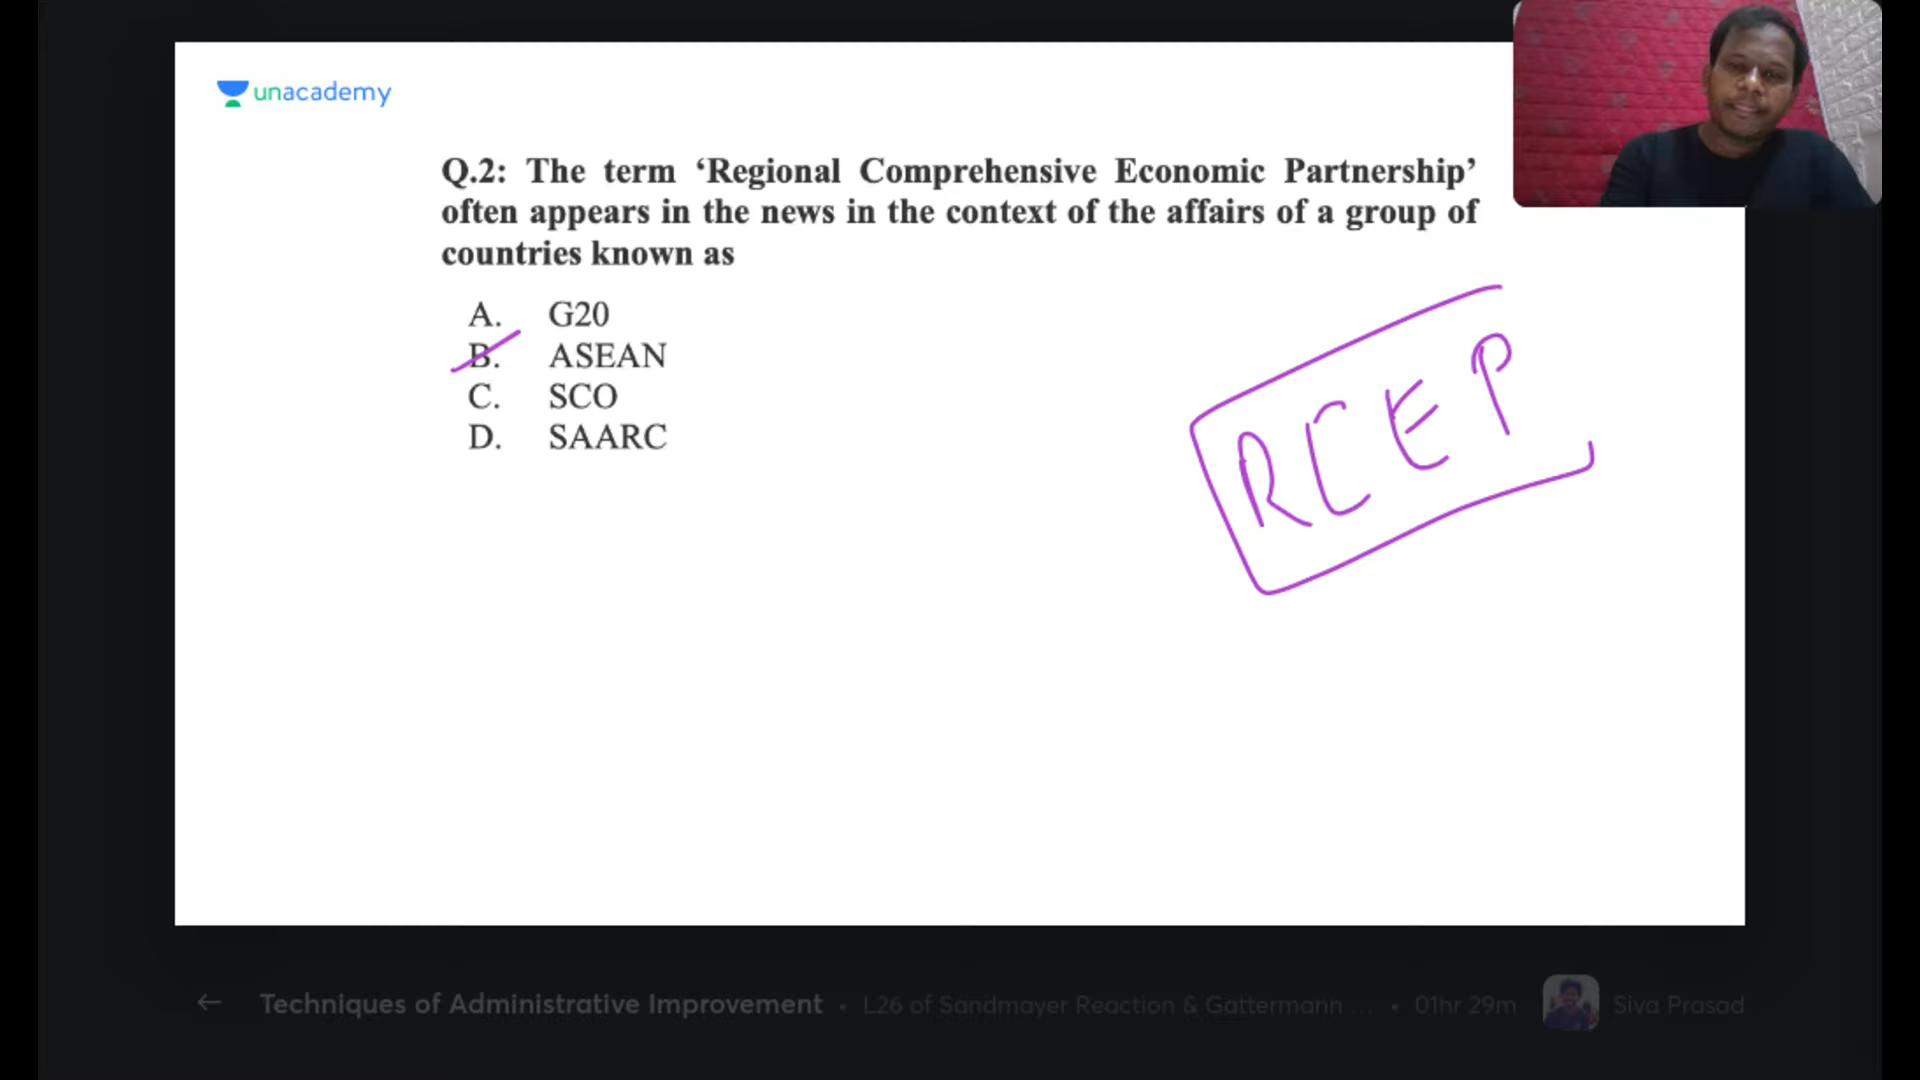 unacademy
Q.2: The term ‘Regional Comprehensive Economic Partnership’
often appears in the news in the context of the affairs of a group of
countries known as
A. G20
B. ASEAN
C. SCO
D. SAARC
RCEP
← Techniques of Administrative Improvement • L26 of Sandmayer Reaction & Gattermann ... • 01hr 29m Siva Prasad